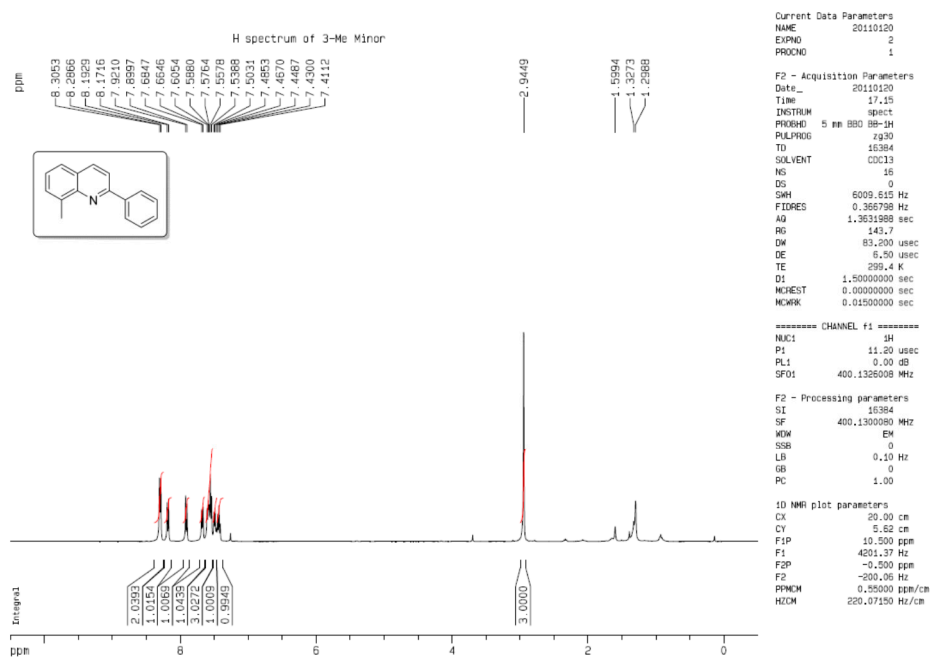 H spectrum of 3-Me Minor
ppm
8.3053
8.2866
8.1929
8.1716
7.9210
7.8997
7.6847
7.6646
7.6054
7.5880
7.5764
7.5578
7.5388
7.5031
7.4853
7.4670
7.4487
7.4300
7.4112
2.9449
1.5994
1.3273
1.2988
N
Integral
2.0393
1.0154
1.0069
1.0439
3.0272
1.0009
0.9949
3.0000
ppm
8
6
4
2
0
Current Data Parameters
NAME 20110120
EXPNO 2
PROCNO 1
F2 - Acquisition Parameters
Date_ 20110120
Time 17.15
INSTRUM spect
PROBHD 5 mm BBO BB-1H
PULPROG zg30
TD 16384
SOLVENT CDCl3
NS 16
DS 0
SWH 6009.615 Hz
FIDRES 0.366798 Hz
AQ 1.3631988 sec
RG 143.7
DW 83.200 usec
DE 6.50 usec
TE 299.4 K
D1 1.50000000 sec
MCREST 0.00000000 sec
MCWRK 0.01500000 sec
======== CHANNEL f1 ========
NUC1 1H
P1 11.20 usec
PL1 0.00 dB
SFO1 400.1326008 MHz
F2 - Processing parameters
SI 16384
SF 400.1300080 MHz
WDW EM
SSB 0
LB 0.10 Hz
GB 0
PC 1.00
1D NMR plot parameters
CX 20.00 cm
CY 5.62 cm
F1P 10.500 ppm
F1 4201.37 Hz
F2P -0.500 ppm
F2 -200.06 Hz
PPMCM 0.55000 ppm/cm
HZCM 220.07150 Hz/cm